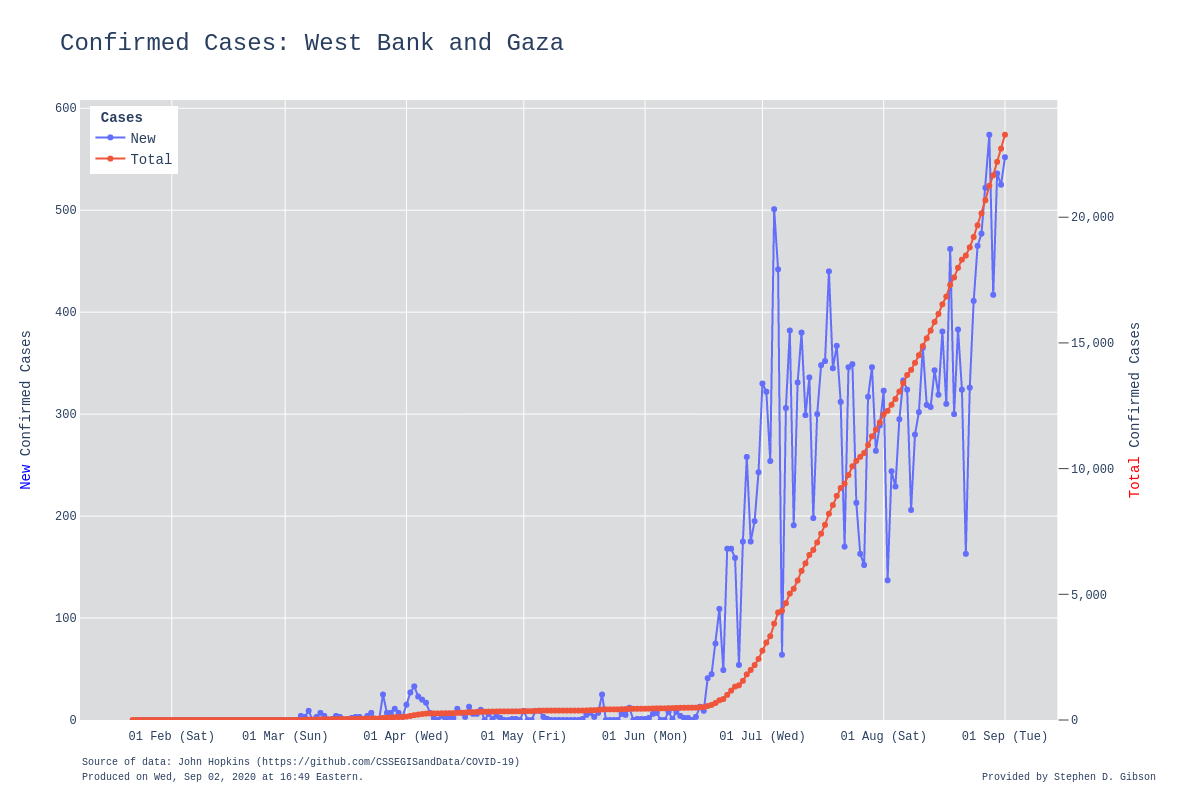 Confirmed Cases: West Bank and Gaza
Cases
New
Total
600
500
400
300
200
100
0
20,000
15,000
10,000
5,000
0
New Confirmed Cases
Total Confirmed Cases
01 Feb (Sat)
01 Mar (Sun)
01 Apr (Wed)
01 May (Fri)
01 Jun (Mon)
01 Jul (Wed)
01 Aug (Sat)
01 Sep (Tue)
Source of data: John Hopkins (https://github.com/CSSEGISandData/COVID-19)
Produced on Wed, Sep 02, 2020 at 16:49 Eastern.
Provided by Stephen D. Gibson